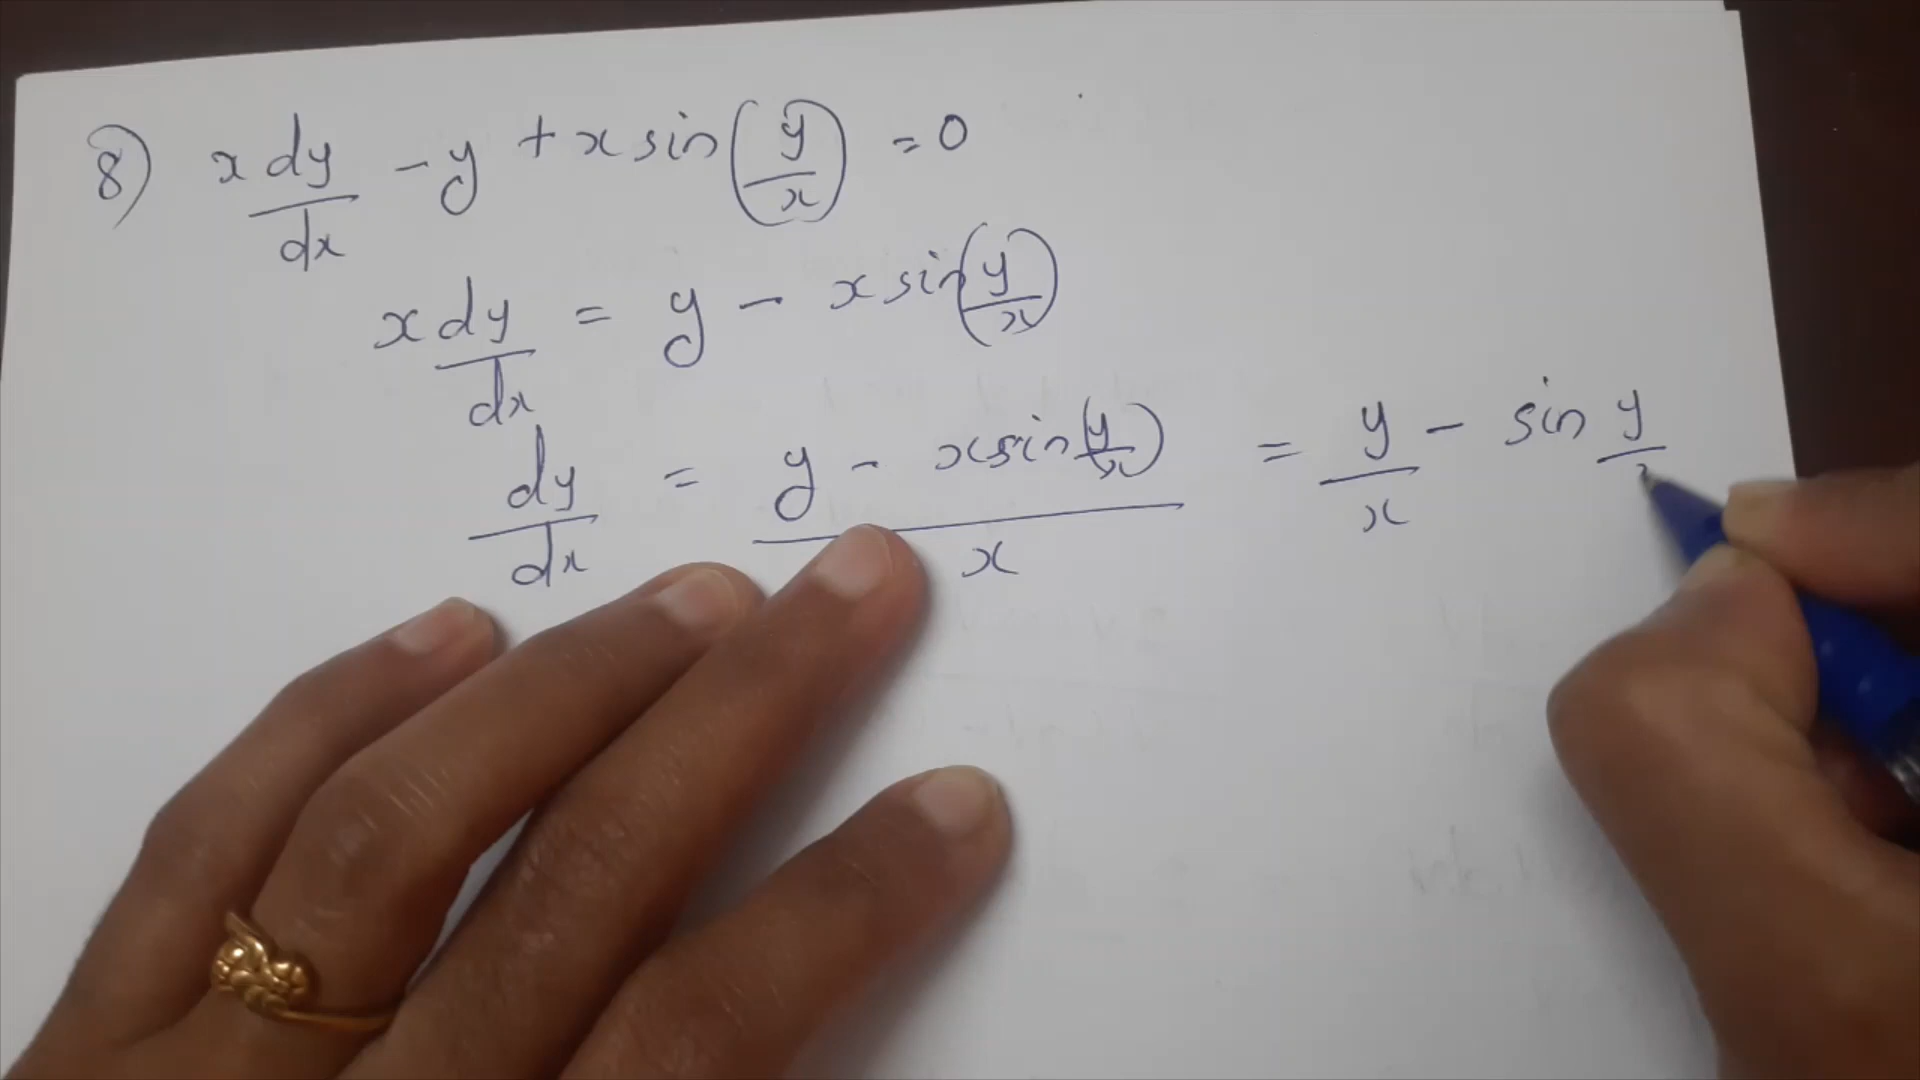 8) x dy/dx - y + x sin(y/x) = 0
x dy/dx = y - x sin(y/x)
dy/dx = y - x sin(y/x) / x = y/x - sin y/